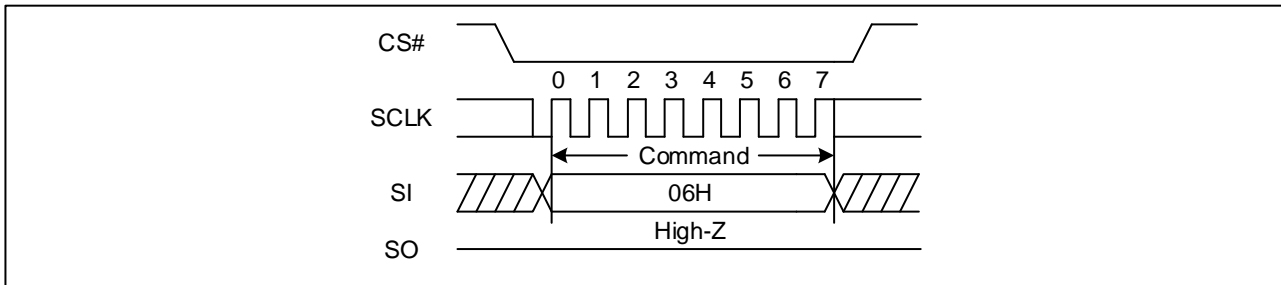 CS#
0 1 2 3 4 5 6 7
SCLK
Command
SI
06H
High-Z
SO